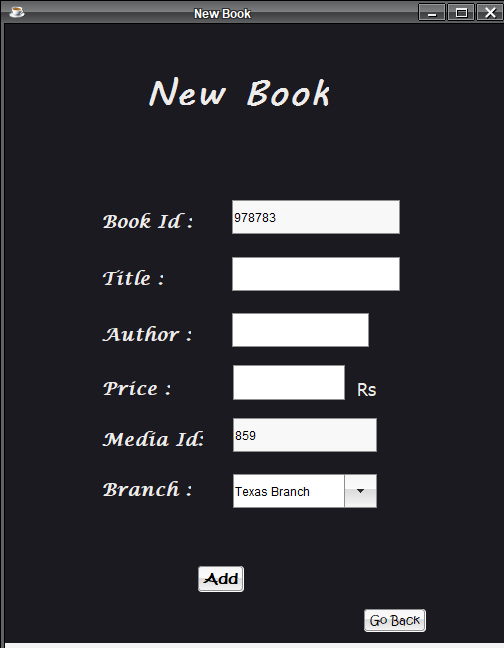 New Book
New Book
Book Id : 978783
Title :
Author :
Price : Rs
Media Id: 859
Branch : Texas Branch
Add
Go Back